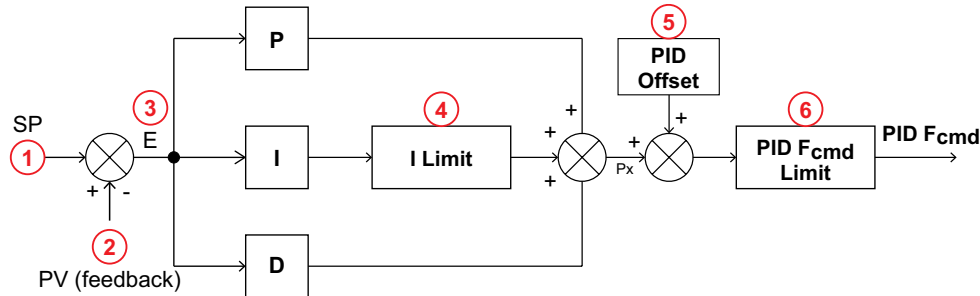 SP
1
+
-
2
PV (feedback)
3
E
P
I
D
4
I Limit
+
+
+
Px
+
5
PID
Offset
+
6
PID Fcmd
Limit
PID Fcmd